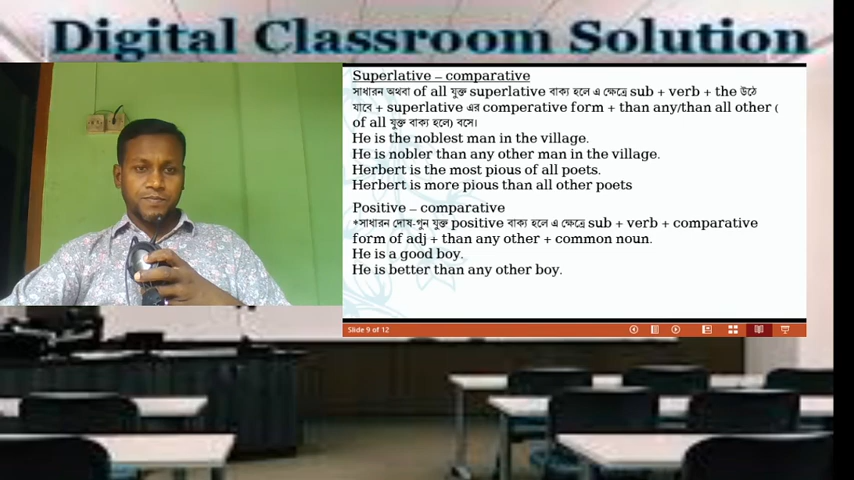 Digital Classroom Solution
Superlative – comparative
সাধারন অথবা of all যুক্ত superlative বাক্য হলে এ ক্ষেত্রে sub + verb + the উঠে
যাবে + superlative এর comperative form + than any/than all other (
of all যুক্ত বাক্য হলে) বসে।
He is the noblest man in the village.
He is nobler than any other man in the village.
Herbert is the most pious of all poets.
Herbert is more pious than all other poets
Positive – comparative
*সাধারন দোষ-গুন যুক্ত positive বাক্য হলে এ ক্ষেত্রে sub + verb + comparative
form of adj + than any other + common noun.
He is a good boy.
He is better than any other boy.
Slide 9 of 12